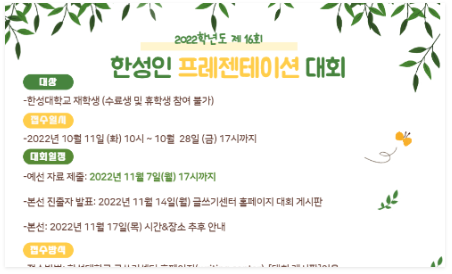 2022학년도 제 16회
한성인 프레젠테이션 대회
대상
-한성대학교 재학생 (수료생 및 휴학생 참여 불가)
접수일시
-2022년 10월 11일 (화) 10시 ~ 10월 28일 (금) 17시까지
대회일정
-예선 자료 제출: 2022년 11월 7일(월) 17시까지
-본선 진출자 발표: 2022년 11월 14일(월) 글쓰기센터 홈페이지 대회 게시판
-본선: 2022년 11월 17일(목) 시간&장소 추후 안내
접수방법